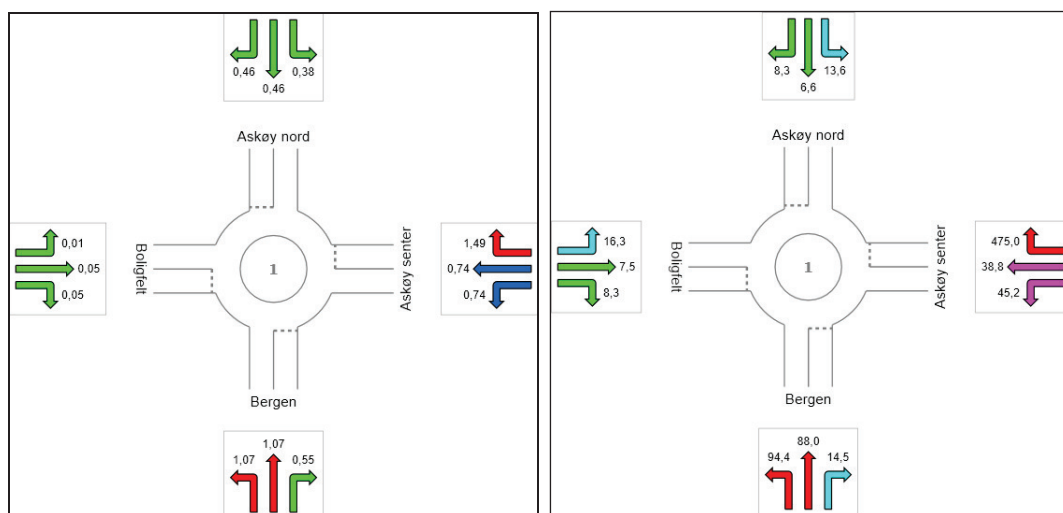 0,46 0,38
0,46
Askøy nord
0,01
0,05
0,05
Boligfelt
1
Askøy senter
1,49
0,74
0,74
Bergen
1,07
1,07 0,55
8,3 13,6
6,6
Askøy nord
16,3
7,5
8,3
Boligfelt
1
Askøy senter
475,0
38,8
45,2
Bergen
88,0
94,4 14,5